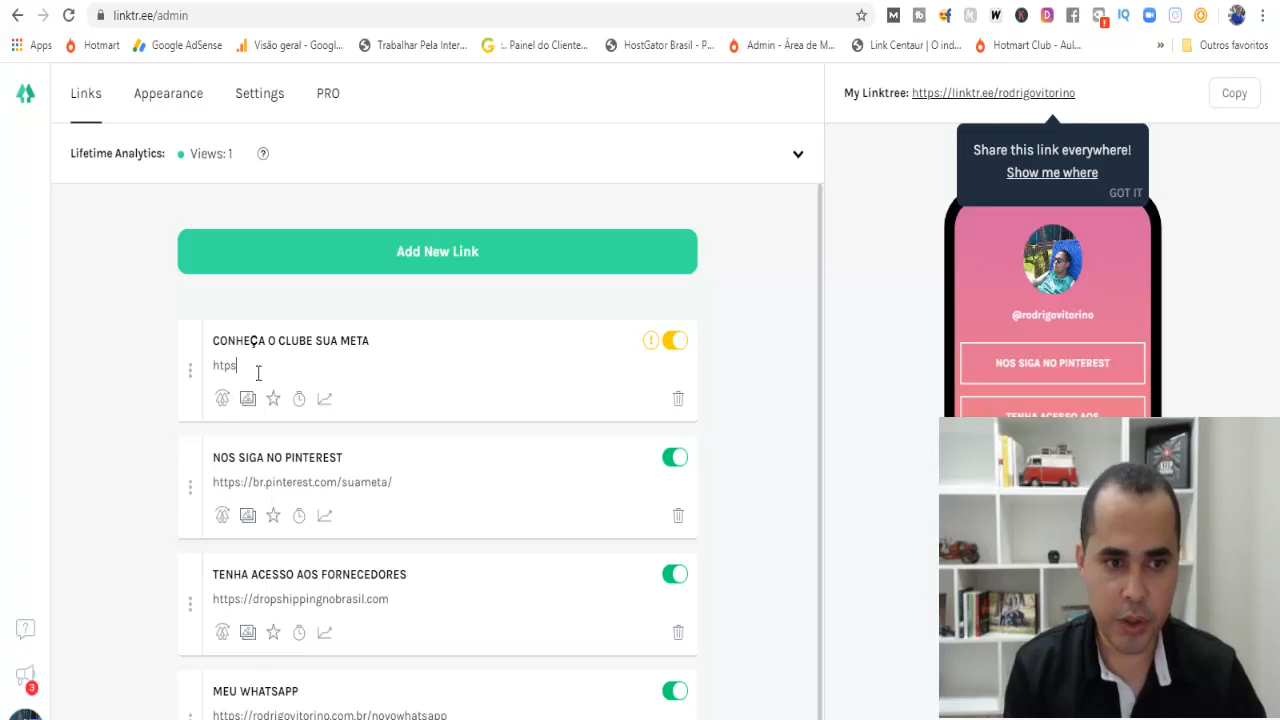 linktr.ee/admin
Apps
Hotmart
Google AdSense
Visão geral - Googl...
Trabalhar Pela Inter...
:. Painel do Cliente...
HostGator Brasil - P...
Admin - Área de M...
Link Centaur | O ind...
Hotmart Club - Aul...
»
Outros favoritos
Links
Appearance
Settings
PRO
My Linktree: https://linktr.ee/rodrigovitorino
Copy
Lifetime Analytics:
Views: 1
?
Share this link everywhere!
Show me where
GOT IT
Add New Link
CONHEÇA O CLUBE SUA META
htps
NOS SIGA NO PINTEREST
https://br.pinterest.com/suameta/
TENHA ACESSO AOS FORNECEDORES
https://dropshippingnobrasil.com
MEU WHATSAPP
https://rodrigovitorino.com.br/novowhatsapp
3
@rodrigovitorino
NOS SIGA NO PINTEREST
TENHA ACESSO AOS